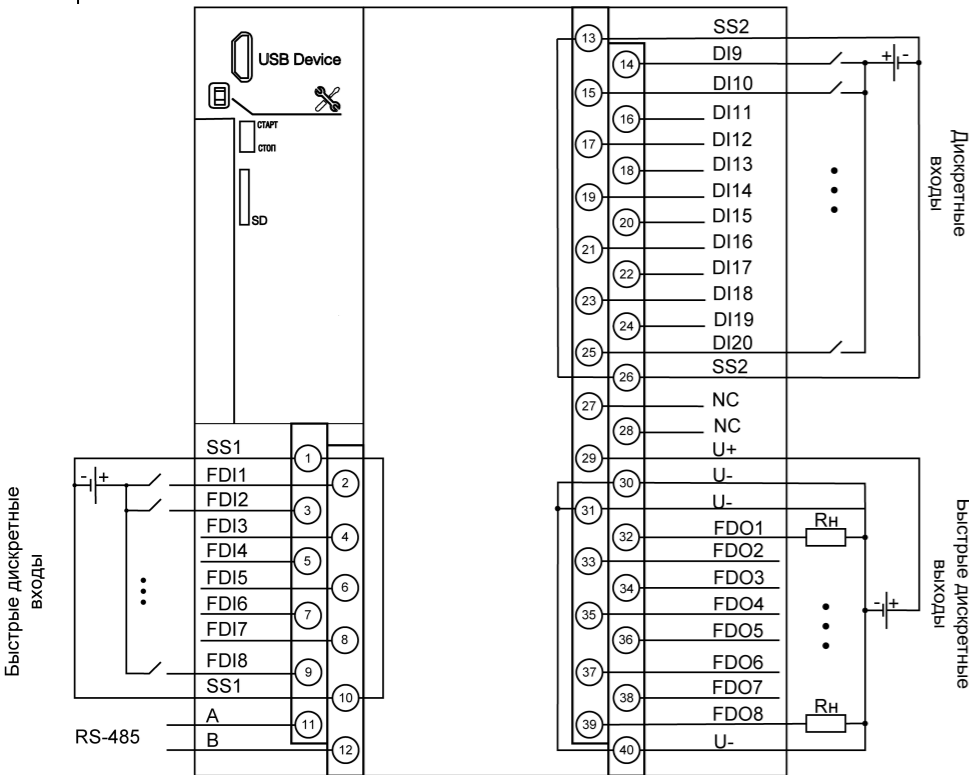 USB Device
СТАРТ
СТОП
SD
SS1
FDI1
FDI2
FDI3
FDI4
FDI5
FDI6
FDI7
FDI8
SS1
A
B
RS-485
- +
1
2
3
4
5
6
7
8
9
10
11
12
Быстрые дискретные
входы
13
14
15
16
17
18
19
20
21
22
23
24
25
26
27
28
29
30
31
32
33
34
35
36
37
38
39
40
SS2
DI9
DI10
DI11
DI12
DI13
DI14
DI15
DI16
DI17
DI18
DI19
DI20
SS2
NC
NC
U+
U-
U-
FDO1
FDO2
FDO3
FDO4
FDO5
FDO6
FDO7
FDO8
U-
+ -
Rн
- +
Rн
Дискретные
входы
Быстрые дискретные
выходы